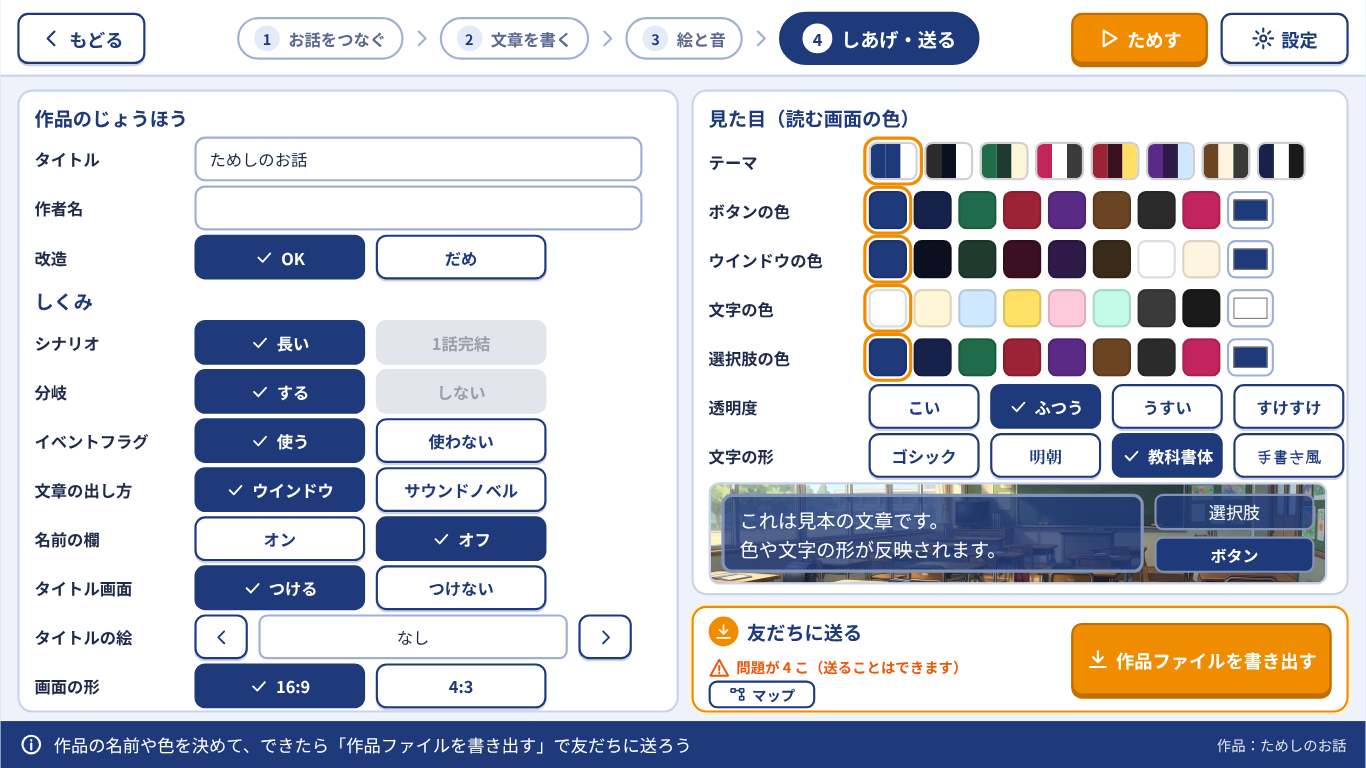 もどる
1 お話をつなぐ
2 文章を書く
3 絵と音
4 しあげ・送る
ためす
設定
作品のじょうほう
タイトル ためしのお話
作者名
改造 OK だめ
しくみ
シナリオ 長い 1話完結
分岐 する しない
イベントフラグ 使う 使わない
文章の出し方 ウインドウ サウンドノベル
名前の欄 オン オフ
タイトル画面 つける つけない
タイトルの絵 なし
画面の形 16:9 4:3
見た目（読む画面の色）
テーマ
ボタンの色
ウインドウの色
文字の色
選択肢の色
透明度 こい ふつう うすい すけすけ
文字の形 ゴシック 明朝 教科書体 手書き風
これは見本の文章です。
色や文字の形が反映されます。
選択肢
ボタン
友だちに送る
問題が４こ（送ることはできます）
マップ
作品ファイルを書き出す
作品の名前や色を決めて、できたら「作品ファイルを書き出す」で友だちに送ろう
作品：ためしのお話